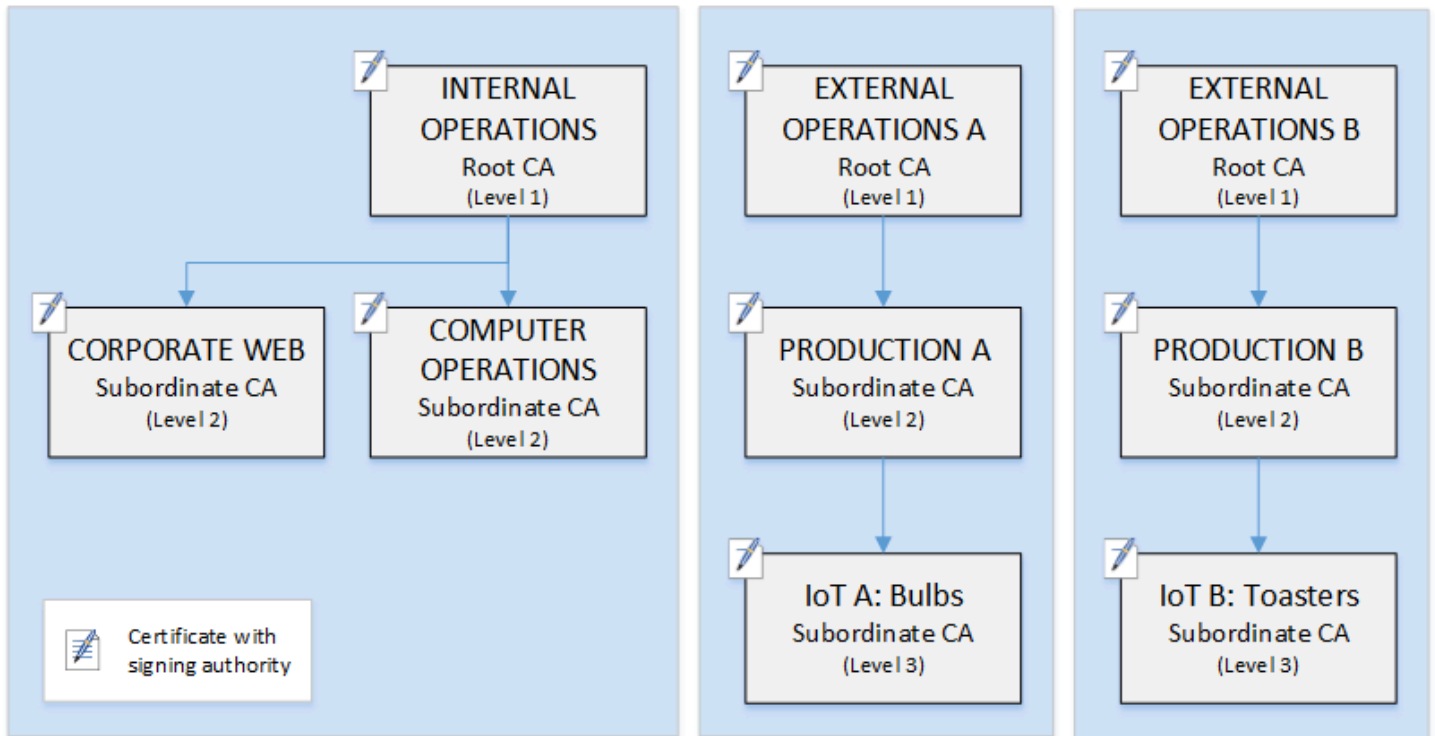 INTERNAL
OPERATIONS
Root CA
(Level 1)
CORPORATE WEB
Subordinate CA
(Level 2)
COMPUTER
OPERATIONS
Subordinate CA
(Level 2)
Certificate with
signing authority
EXTERNAL
OPERATIONS A
Root CA
(Level 1)
PRODUCTION A
Subordinate CA
(Level 2)
IoT A: Bulbs
Subordinate CA
(Level 3)
EXTERNAL
OPERATIONS B
Root CA
(Level 1)
PRODUCTION B
Subordinate CA
(Level 2)
IoT B: Toasters
Subordinate CA
(Level 3)